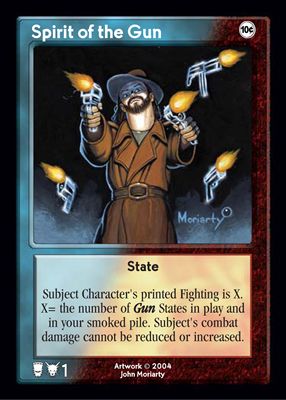 Spirit of the Gun
10¢
Moriarty
State
Subject Character's printed Fighting is X.
X= the number of Gun States in play and
in your smoked pile. Subject's combat
damage cannot be reduced or increased.
1
Artwork © 2004
John Moriarty